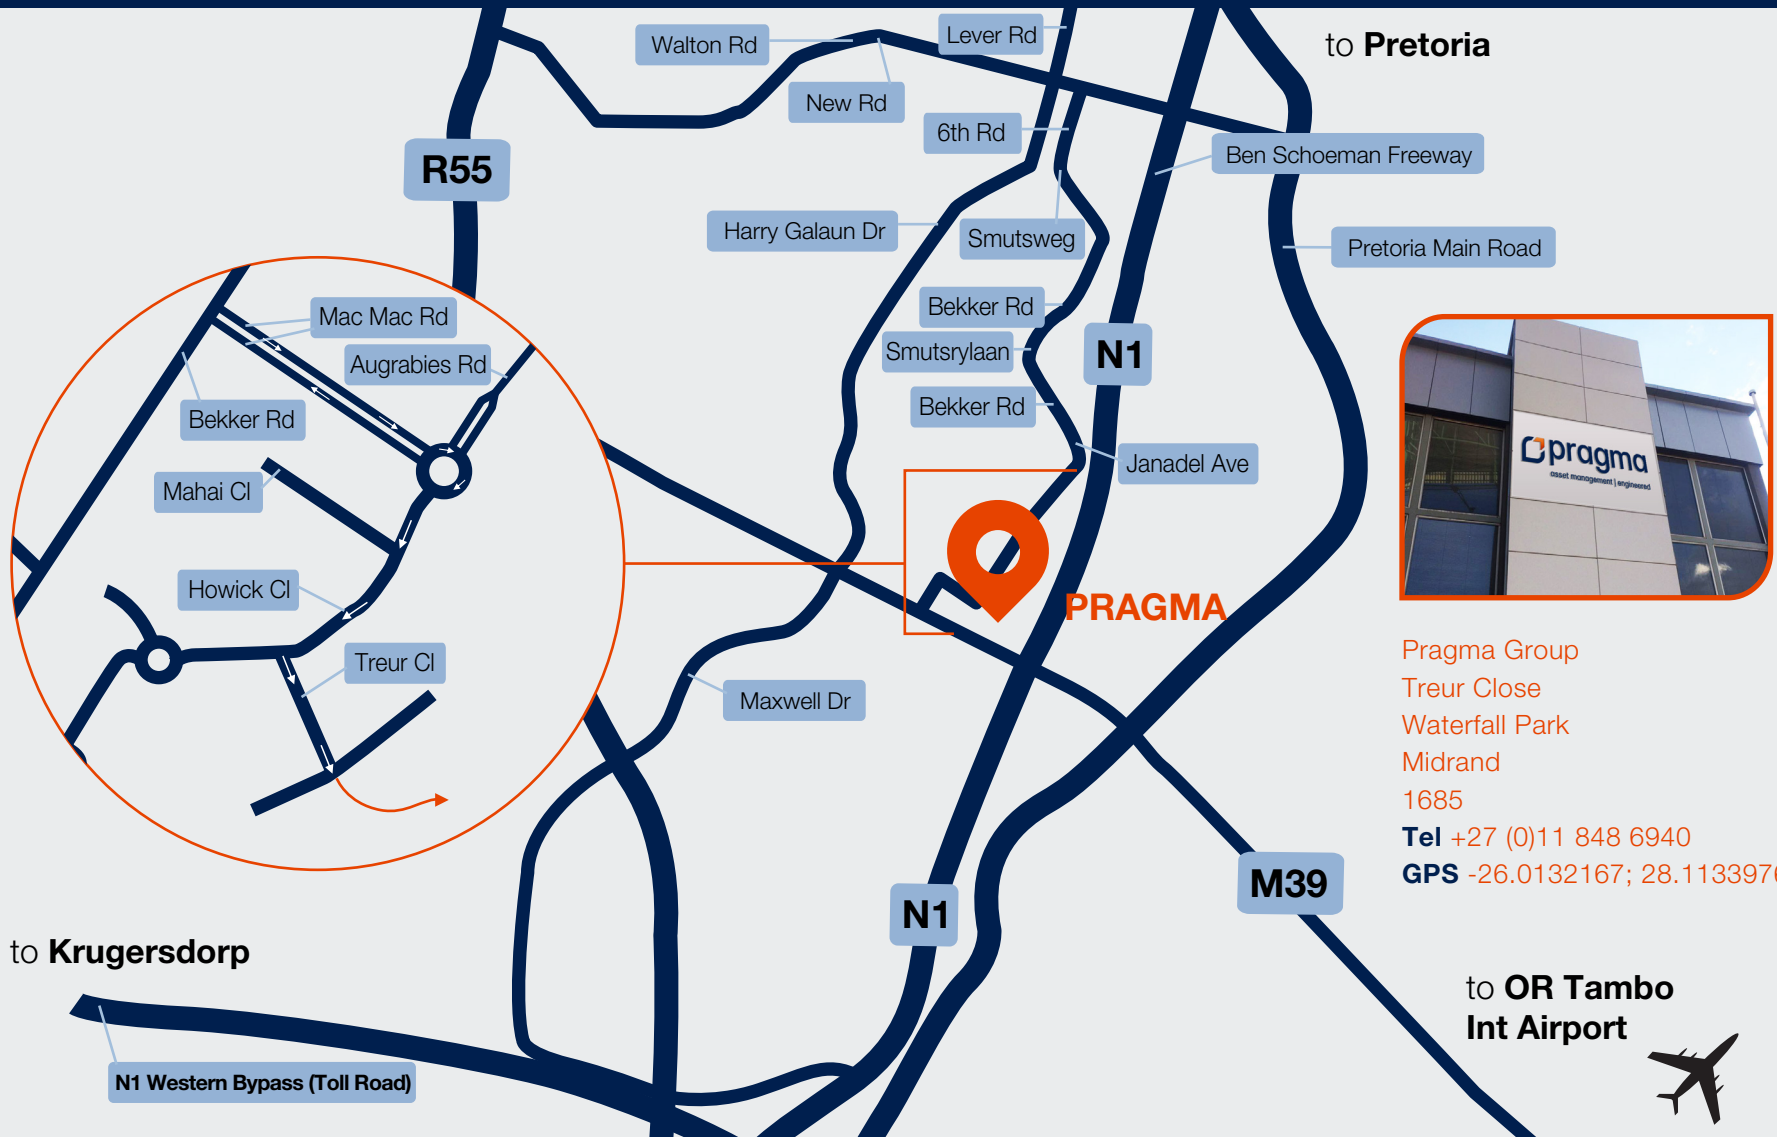 to Pretoria
Walton Rd
Lever Rd
New Rd
6th Rd
Ben Schoeman Freeway
R55
Harry Galaun Dr
Smutsweg
Pretoria Main Road
Mac Mac Rd
Bekker Rd
Augrabies Rd
Smutsrylaan
N1
Bekker Rd
Bekker Rd
Janadel Ave
Mahai Cl
Howick Cl
Treur Cl
PRAGMA
Maxwell Dr
pragma
asset management | engineered
Pragma Group
Treur Close
Waterfall Park
Midrand
1685
Tel +27 (0)11 848 6940
GPS -26.0132167; 28.1133976
M39
N1
to Krugersdorp
N1 Western Bypass (Toll Road)
to OR Tambo
Int Airport